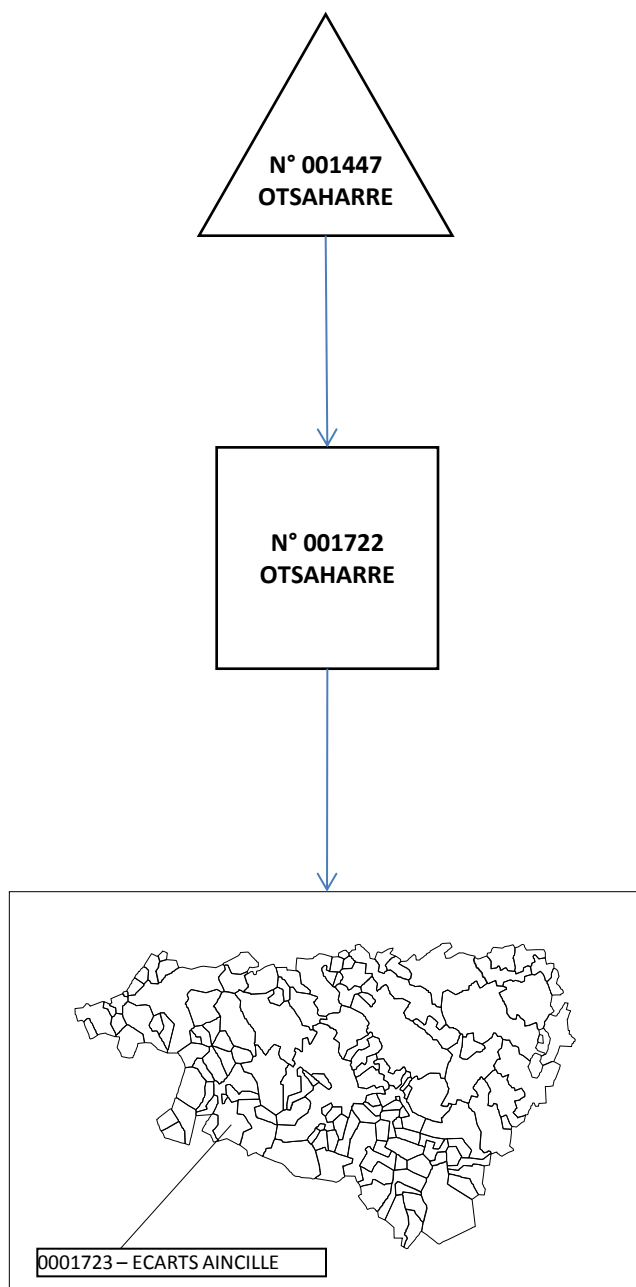 N° 001447
OTSAHARRE
N° 001722
OTSAHARRE
0001723 – ECARTS AINCILLE